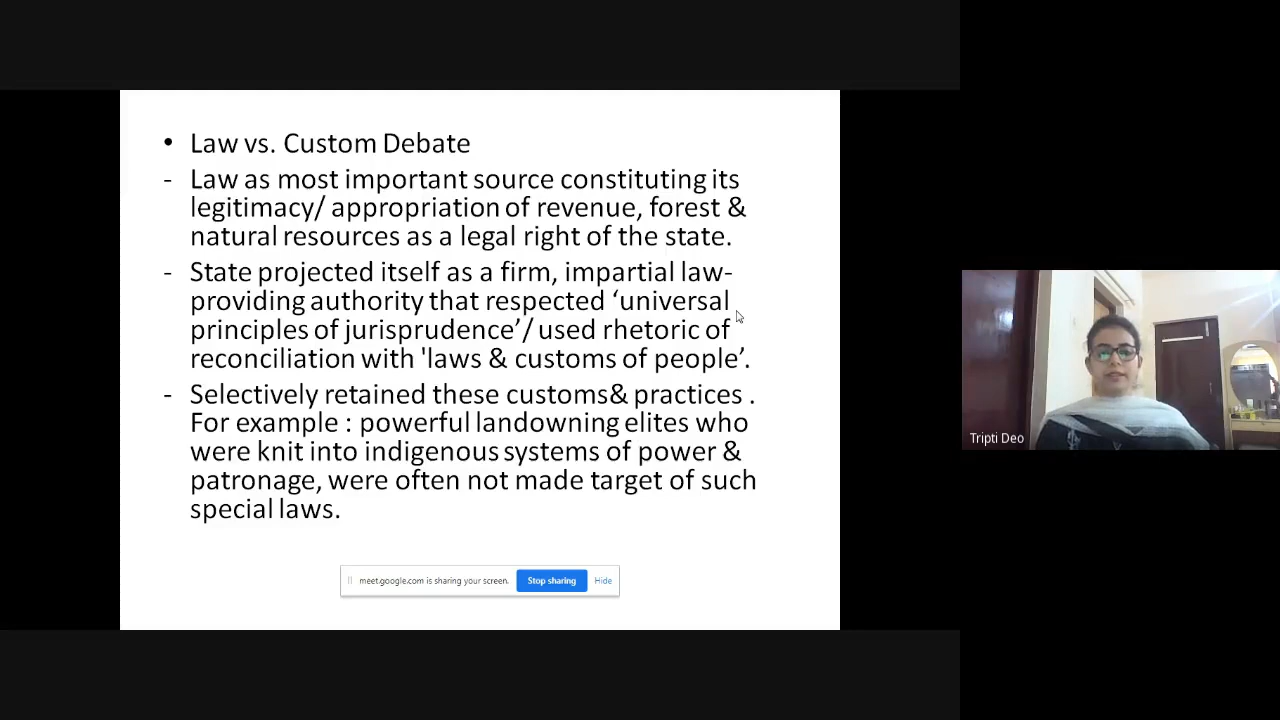 • Law vs. Custom Debate
- Law as most important source constituting its
legitimacy/ appropriation of revenue, forest &
natural resources as a legal right of the state.
- State projected itself as a firm, impartial law-
providing authority that respected ‘universal
principles of jurisprudence’/ used rhetoric of
reconciliation with 'laws & customs of people’.
- Selectively retained these customs& practices .
For example : powerful landowning elites who
were knit into indigenous systems of power &
patronage, were often not made target of such
special laws.
meet.google.com is sharing your screen. Stop sharing Hide
Tripti Deo